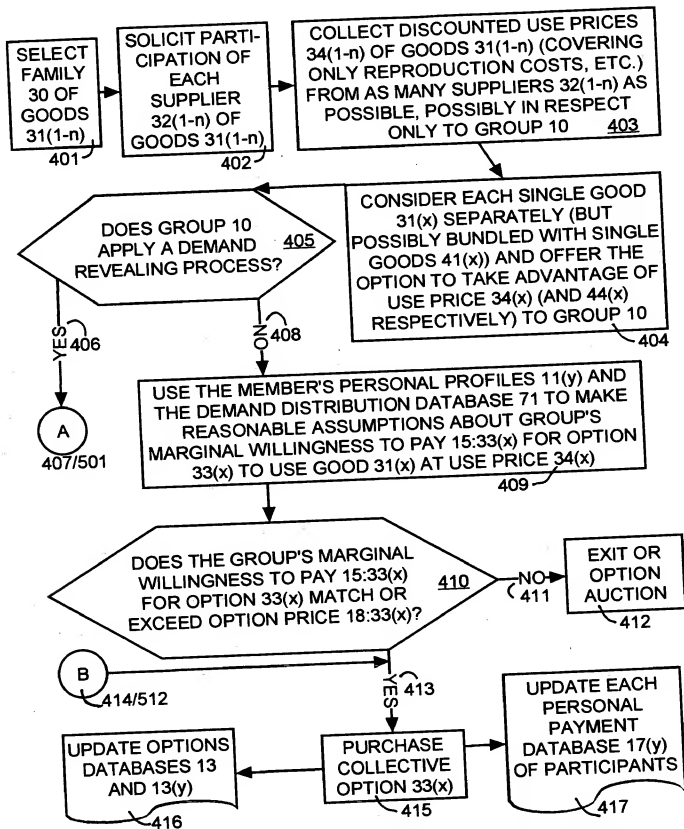 SELECT
FAMILY
30 OF
GOODS
31(1-n)
401
SOLICIT PARTI-
CIPATION OF
EACH
SUPPLIER
32(1-n) OF
GOODS 31(1-n)
402
COLLECT DISCOUNTED USE PRICES
34(1-n) OF GOODS 31(1-n) (COVERING
ONLY REPRODUCTION COSTS, ETC.)
FROM AS MANY SUPPLIERS 32(1-n) AS
POSSIBLE, POSSIBLY IN RESPECT
ONLY TO GROUP 10
403
CONSIDER EACH SINGLE GOOD
31(x) SEPARATELY (BUT
POSSIBLY BUNDLED WITH SINGLE
GOODS 41(x)) AND OFFER THE
OPTION TO TAKE ADVANTAGE OF
USE PRICE 34(x) (AND 44(x)
RESPECTIVELY) TO GROUP 10
404
DOES GROUP 10
APPLY A DEMAND
REVEALING PROCESS?
405
YES
406
NO
408
A
407/501
USE THE MEMBER'S PERSONAL PROFILES 11(y) AND
THE DEMAND DISTRIBUTION DATABASE 71 TO MAKE
REASONABLE ASSUMPTIONS ABOUT GROUP'S
MARGINAL WILLINGNESS TO PAY 15:33(x) FOR OPTION
33(x) TO USE GOOD 31(x) AT USE PRICE 34(x)
409
DOES THE GROUP'S MARGINAL
WILLINGNESS TO PAY 15:33(x)
FOR OPTION 33(x) MATCH OR
EXCEED OPTION PRICE 18:33(x)?
410
NO
411
EXIT OR
OPTION
AUCTION
412
B
414/512
YES
413
PURCHASE
COLLECTIVE
OPTION 33(x)
415
UPDATE OPTIONS
DATABASES 13
AND 13(y)
416
UPDATE EACH
PERSONAL
PAYMENT
DATABASE 17(y)
OF PARTICIPANTS
417